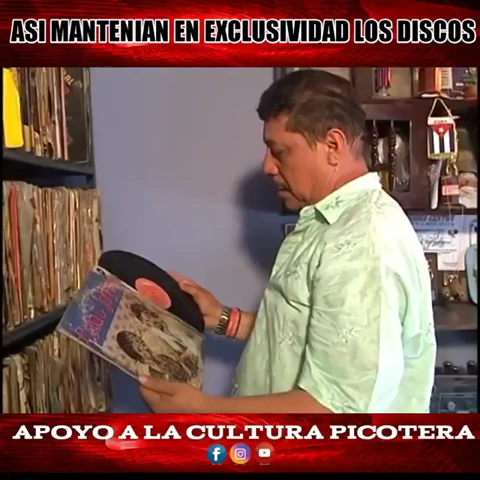 ASI MANTENIAN EN EXCLUSIVIDAD LOS DISCOS
APOYO A LA CULTURA PICOTERA